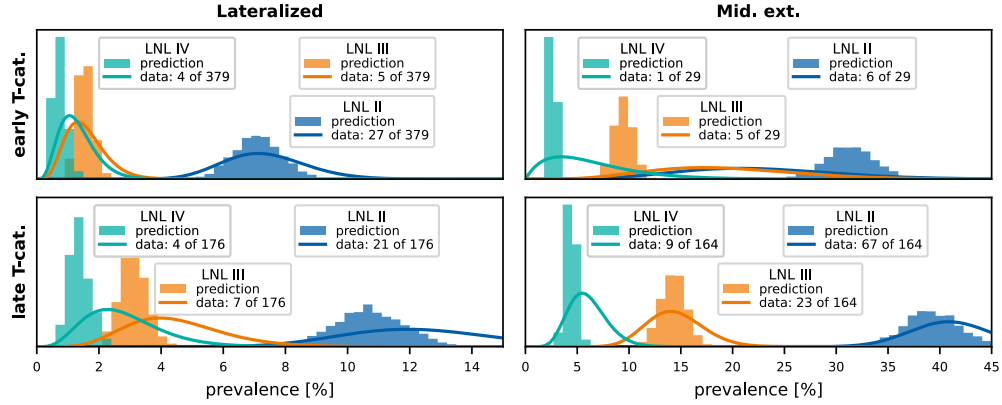 Lateralized
Mid. ext.
early T-cat.
LNL IV
prediction
data: 4 of 379
LNL III
prediction
data: 5 of 379
LNL II
prediction
data: 27 of 379
LNL IV
prediction
data: 1 of 29
LNL II
prediction
data: 6 of 29
LNL III
prediction
data: 5 of 29
late T-cat.
LNL IV
prediction
data: 4 of 176
LNL II
prediction
data: 21 of 176
LNL III
prediction
data: 7 of 176
LNL IV
prediction
data: 9 of 164
LNL II
prediction
data: 67 of 164
LNL III
prediction
data: 23 of 164
0 2 4 6 8 10 12 14
0 5 10 15 20 25 30 35 40 45
prevalence [%]
prevalence [%]